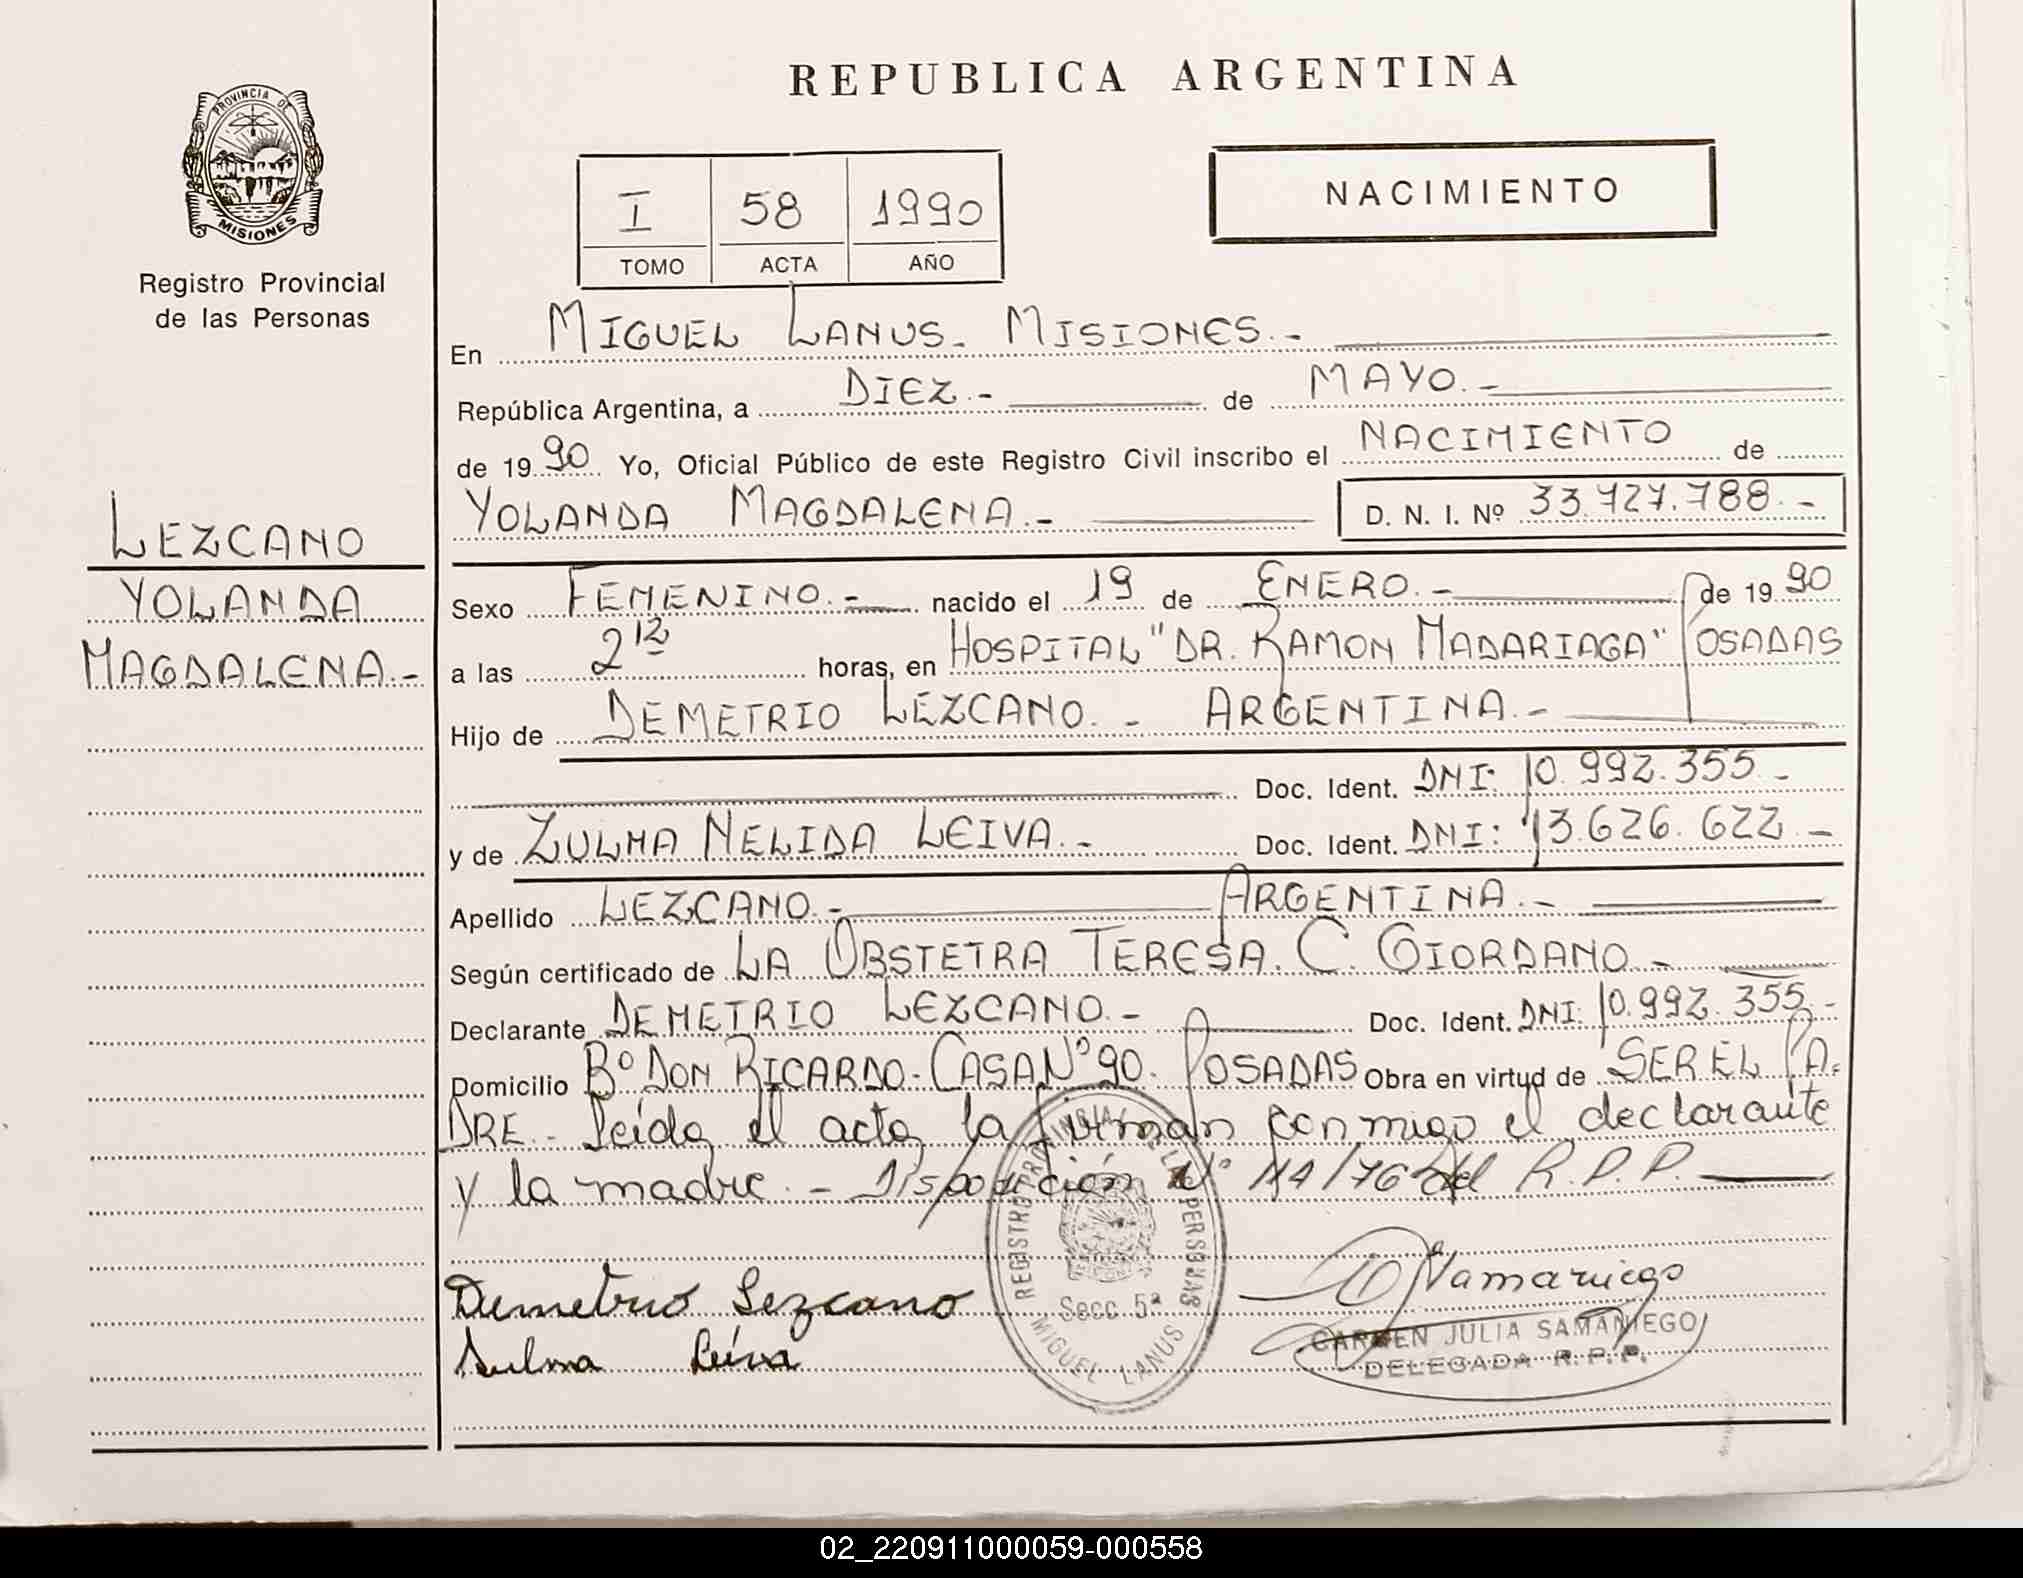 REPUBLICA ARGENTINA
PROVINCIA DE
MISIONES
Registro Provincial
de las Personas
NACIMIENTO
I 58 1990
TOMO ACTA AÑO
En MIGUEL LANUS - MISIONES.-
República Argentina, a DIEZ.- de MAYO.-
de 1990 Yo, Oficial Público de este Registro Civil inscribo el NACIMIENTO de
YOLANDA MAGDALENA.- D. N. I. Nº 33.727.788.-
LEZCANO
YOLANDA
MAGDALENA.-
Sexo FEMENINO.- nacido el 19 de ENERO.- de 1990
a las 2 12 horas, en HOSPITAL "DR. RAMON MADARIAGA" POSADAS
Hijo de DEMETRIO LEZCANO.- ARGENTINA.-
Doc. Ident. DNI: 10.992.355.-
y de ZULMA NELIDA LEIVA.- Doc. Ident. DNI: 13.626.622.-
Apellido LEZCANO.- ARGENTINA.-
Según certificado de LA OBSTETRA TERESA. C. GIORDANO.-
Declarante DEMETRIO LEZCANO.- Doc. Ident. DNI: 10.992.355.-
Domicilio Bº DON RICARDO-CASA Nº 90. POSADAS Obra en virtud de SER EL PA-
DRE.- Leída el acta la firman conmigo el declarante
y la madre.- Disposición Nº 114/76 del R.P.P.
Demetrio Lezcano
Sulma Leiva
REGISTRO PROVINCIAL DE LAS PERSONAS
Secc. 5ª
MIGUEL LANUS
Samaniego
CARMEN JULIA SAMANIEGO
DELEGADA R.P.P.
02_220911000059-000558